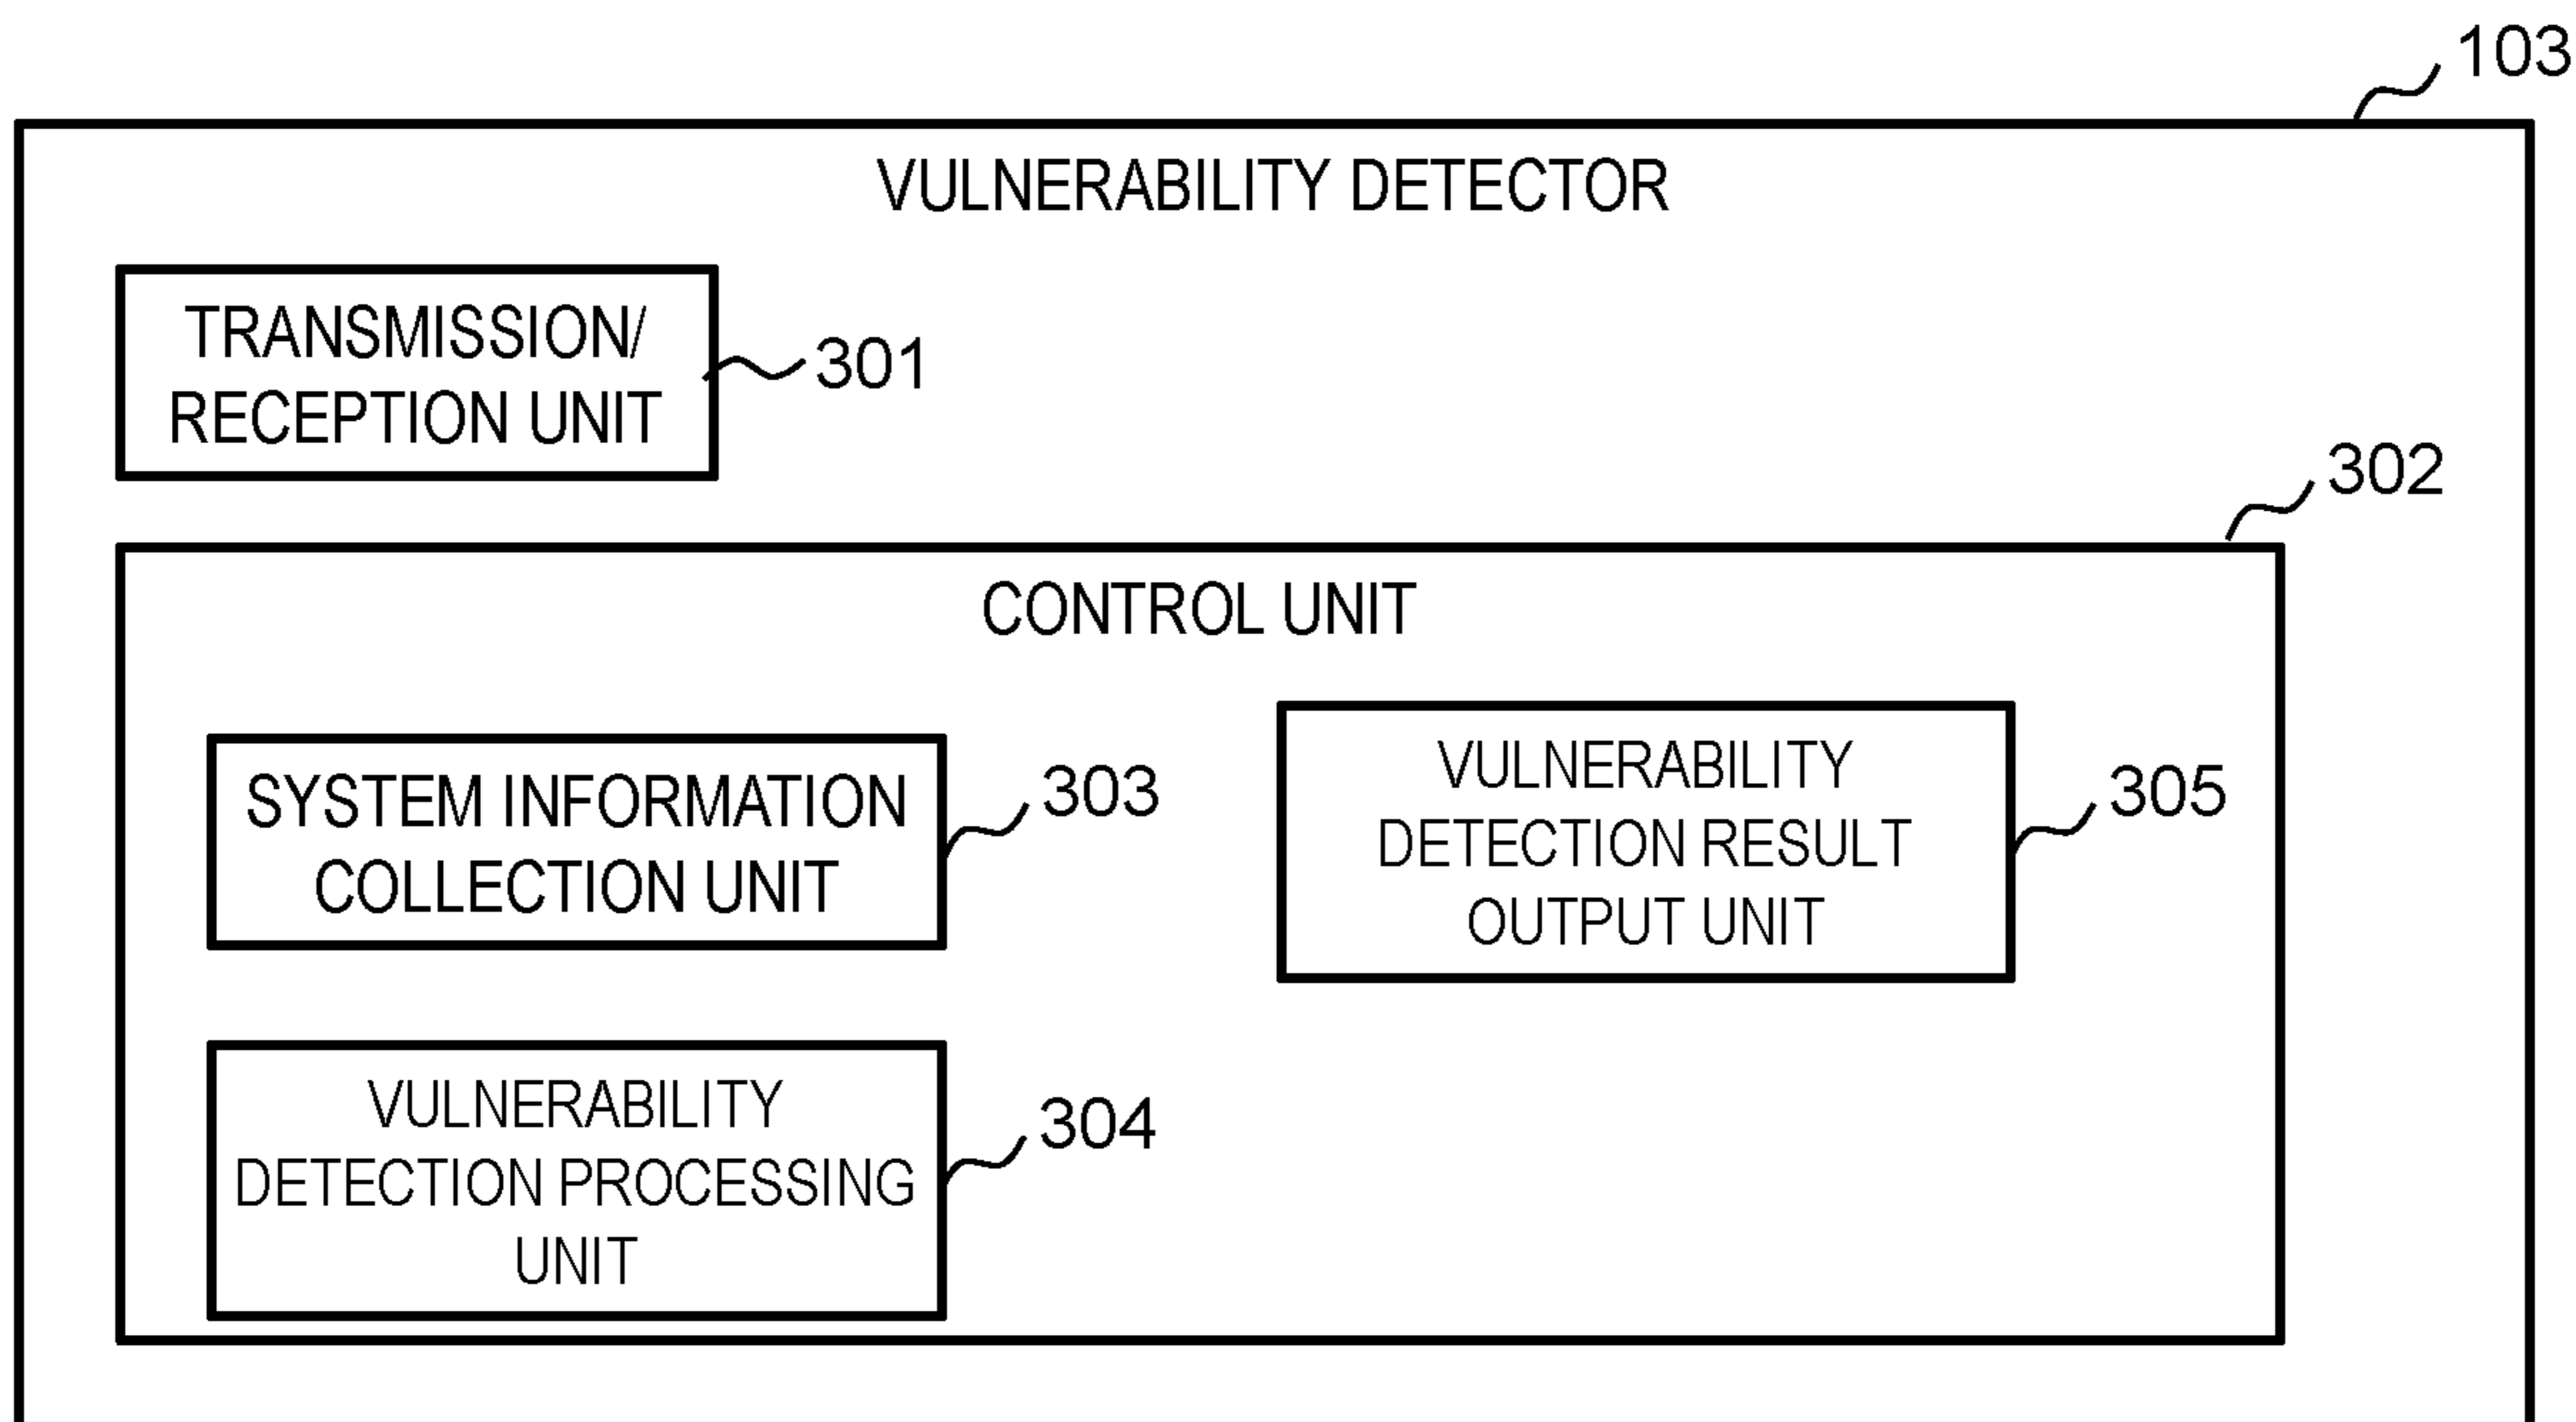 103
VULNERABILITY DETECTOR
TRANSMISSION/
RECEPTION UNIT
301
302
CONTROL UNIT
SYSTEM INFORMATION
COLLECTION UNIT
303
VULNERABILITY
DETECTION RESULT
OUTPUT UNIT
305
VULNERABILITY
DETECTION PROCESSING
UNIT
304